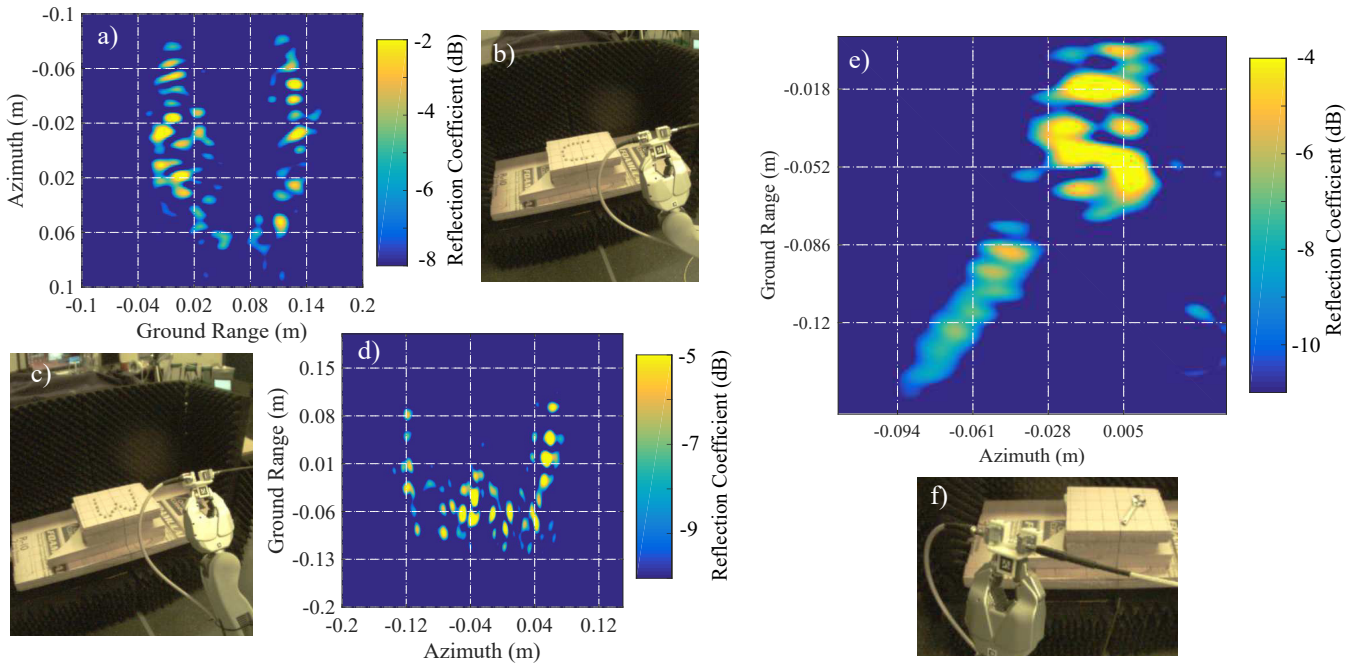 a)
-0.1
-0.06
-0.02
0.02
0.06
0.1
Azimuth (m)
-0.1 -0.04 0.02 0.08 0.14 0.2
Ground Range (m)
-2
-4
-6
-8
Reflection Coefficient (dB)
b)
c)
d)
0.15
0.08
0.01
-0.06
-0.13
-0.2
Ground Range (m)
-0.2 -0.12 -0.04 0.04 0.12
Azimuth (m)
-5
-7
-9
Reflection Coefficient (dB)
e)
-0.018
-0.052
-0.086
-0.12
Ground Range (m)
-0.094 -0.061 -0.028 0.005
Azimuth (m)
-4
-6
-8
-10
Reflection Coefficient (dB)
f)